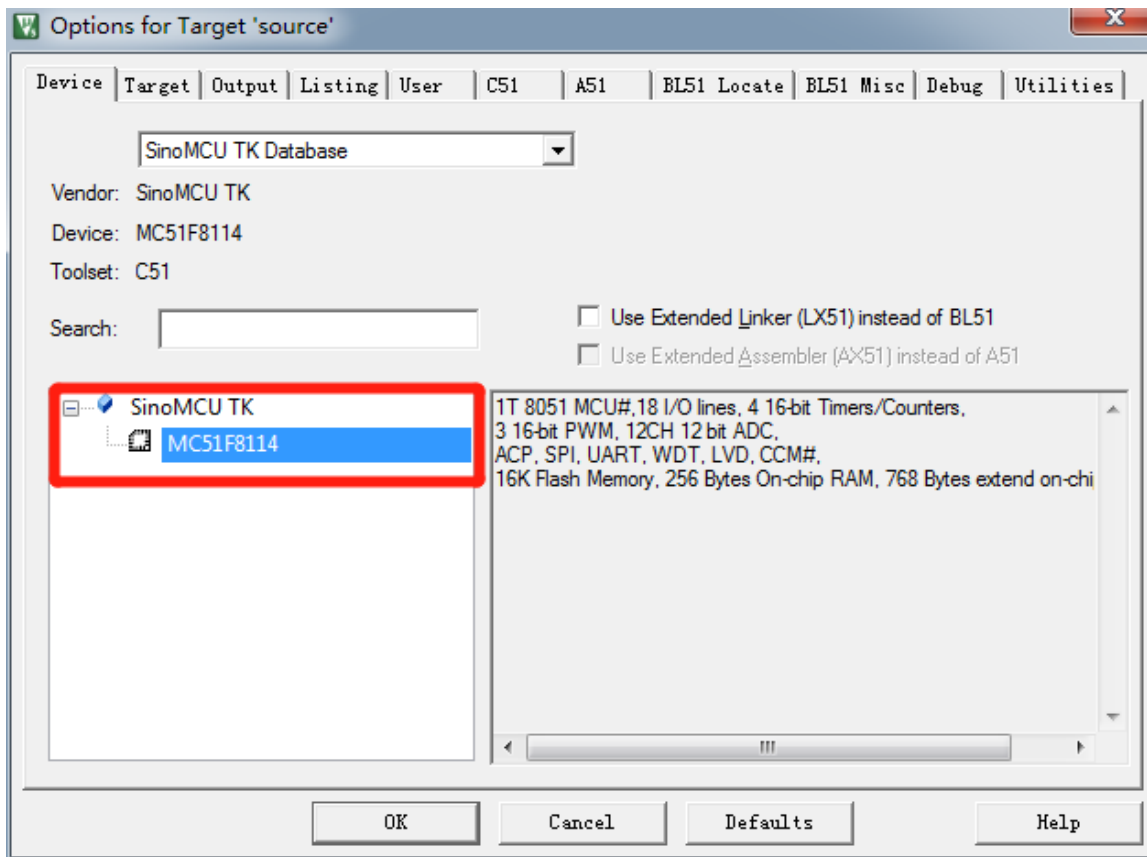 Options for Target 'source'
Device Target Output Listing User C51 A51 BL51 Locate BL51 Misc Debug Utilities
SinoMCU TK Database
Vendor: SinoMCU TK
Device: MC51F8114
Toolset: C51
Search:
Use Extended Linker (LX51) instead of BL51
Use Extended Assembler (AX51) instead of A51
SinoMCU TK
MC51F8114
1T 8051 MCU#,18 I/O lines, 4 16-bit Timers/Counters,
3 16-bit PWM, 12CH 12 bit ADC,
ACP, SPI, UART, WDT, LVD, CCM#,
16K Flash Memory, 256 Bytes On-chip RAM, 768 Bytes extend on-chi
OK Cancel Defaults Help